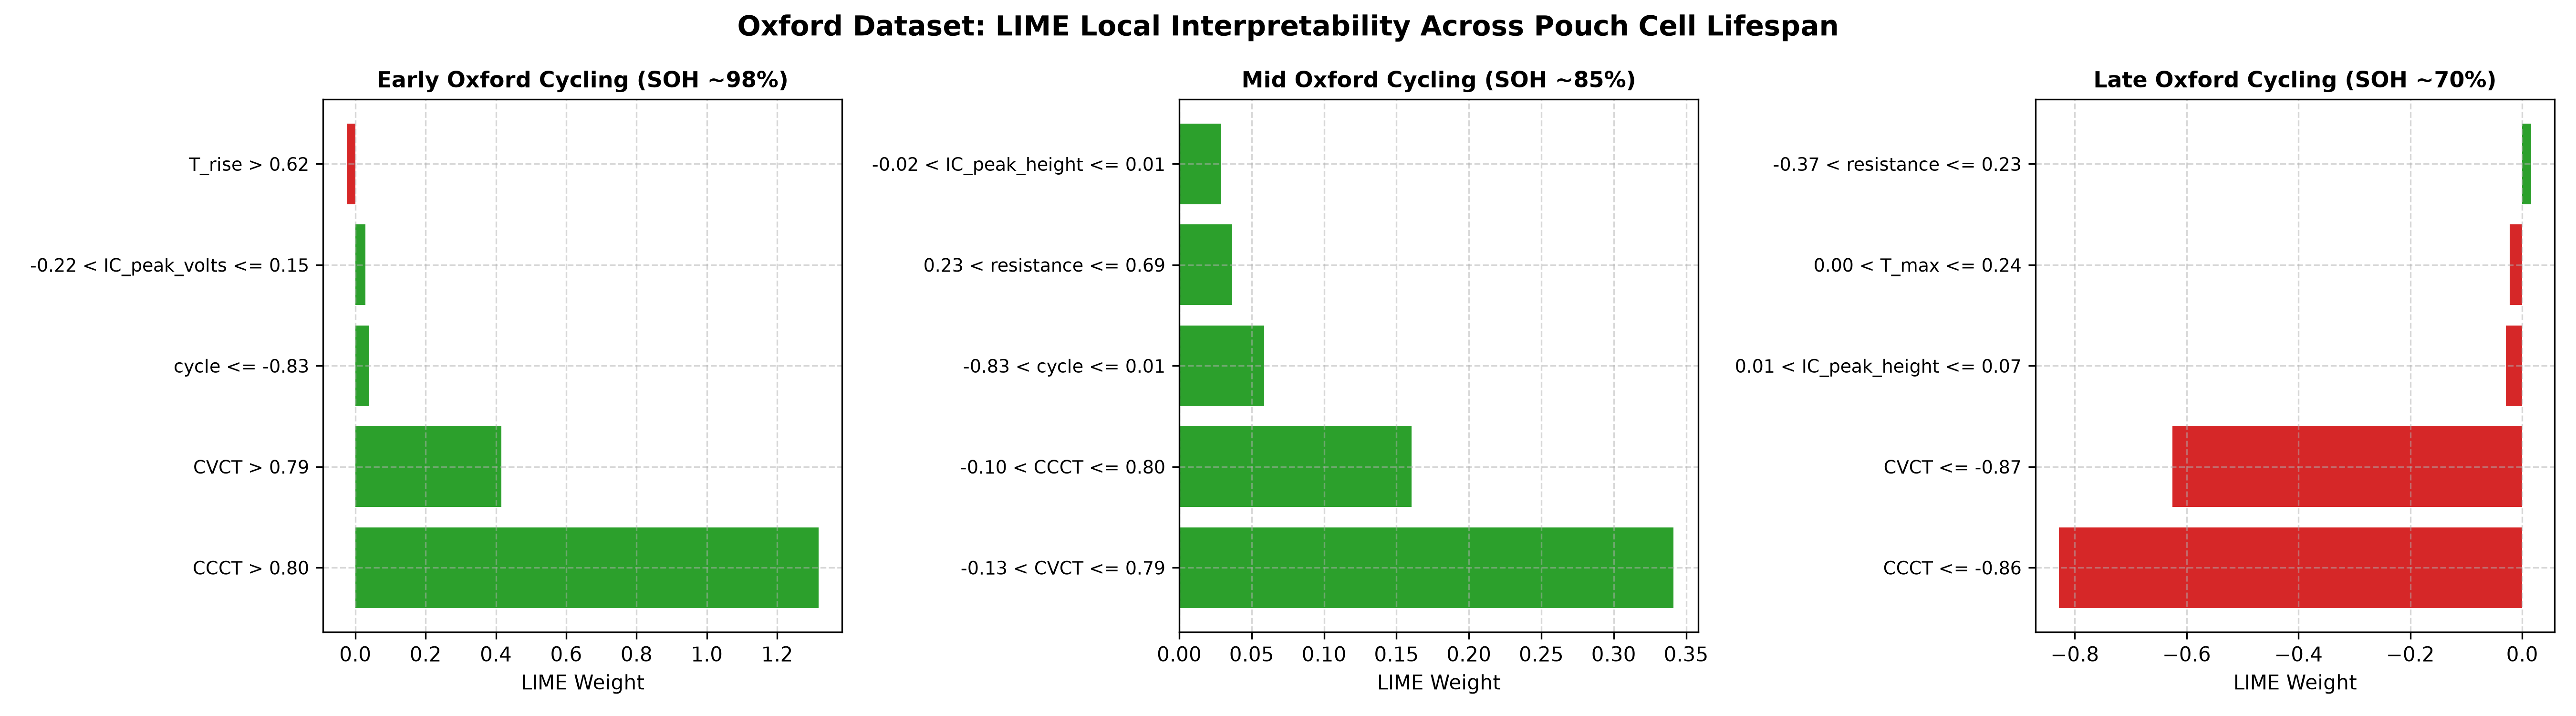 Oxford Dataset: LIME Local Interpretability Across Pouch Cell Lifespan
Early Oxford Cycling (SOH ~98%)
T_rise > 0.62
-0.22 < IC_peak_volts <= 0.15
cycle <= -0.83
CVCT > 0.79
CCCT > 0.80
0.0 0.2 0.4 0.6 0.8 1.0 1.2
LIME Weight
Mid Oxford Cycling (SOH ~85%)
-0.02 < IC_peak_height <= 0.01
0.23 < resistance <= 0.69
-0.83 < cycle <= 0.01
-0.10 < CCCT <= 0.80
-0.13 < CVCT <= 0.79
0.00 0.05 0.10 0.15 0.20 0.25 0.30 0.35
LIME Weight
Late Oxford Cycling (SOH ~70%)
-0.37 < resistance <= 0.23
0.00 < T_max <= 0.24
0.01 < IC_peak_height <= 0.07
CVCT <= -0.87
CCCT <= -0.86
−0.8 −0.6 −0.4 −0.2 0.0
LIME Weight